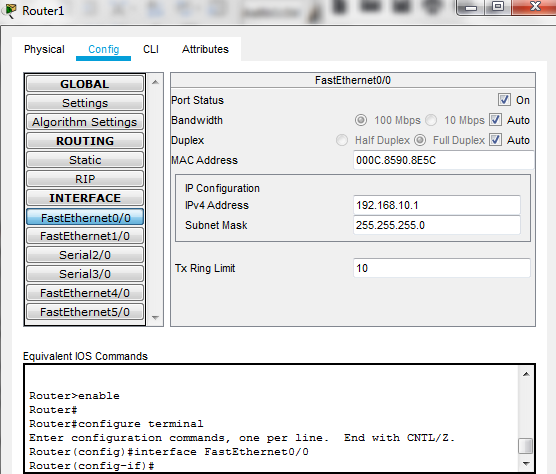 Router1
Physical Config CLI Attributes
GLOBAL
Settings
Algorithm Settings
ROUTING
Static
RIP
INTERFACE
FastEthernet0/0
FastEthernet1/0
Serial2/0
Serial3/0
FastEthernet4/0
FastEthernet5/0
FastEthernet0/0
Port Status On
Bandwidth 100 Mbps 10 Mbps Auto
Duplex Half Duplex Full Duplex Auto
MAC Address 000C.8590.8E5C
IP Configuration
IPv4 Address 192.168.10.1
Subnet Mask 255.255.255.0
Tx Ring Limit 10
Equivalent IOS Commands
Router>enable
Router#
Router#configure terminal
Enter configuration commands, one per line. End with CNTL/Z.
Router(config)#interface FastEthernet0/0
Router(config-if)#